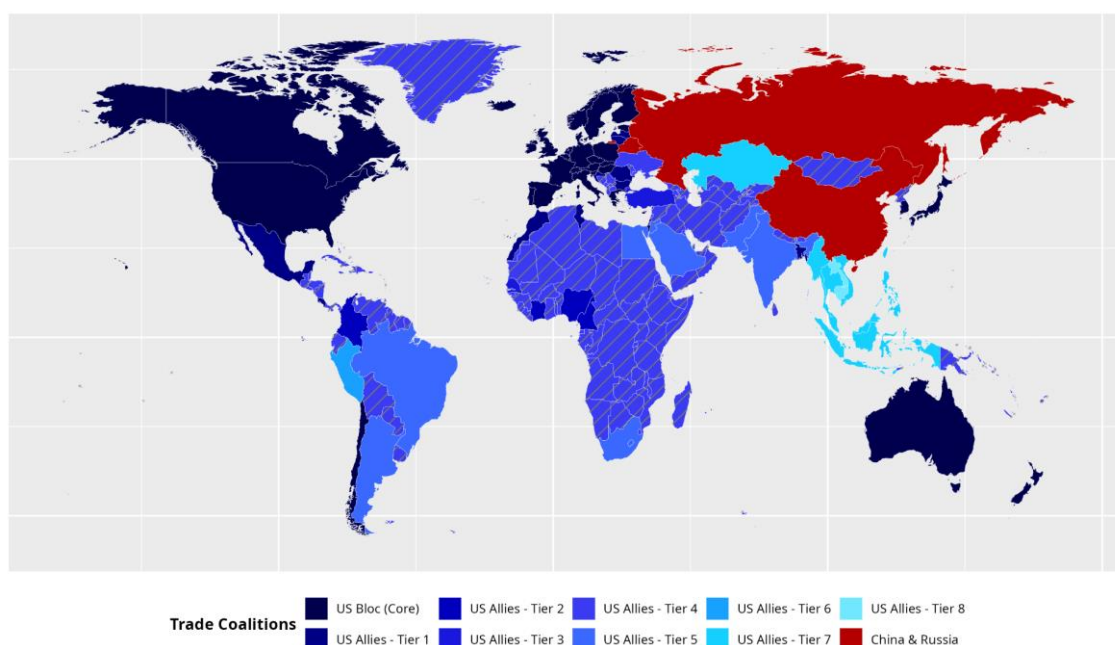 US Bloc (Core) US Allies - Tier 2 US Allies - Tier 4 US Allies - Tier 6 US Allies - Tier 8
Trade Coalitions
US Allies - Tier 1 US Allies - Tier 3 US Allies - Tier 5 US Allies - Tier 7 China & Russia